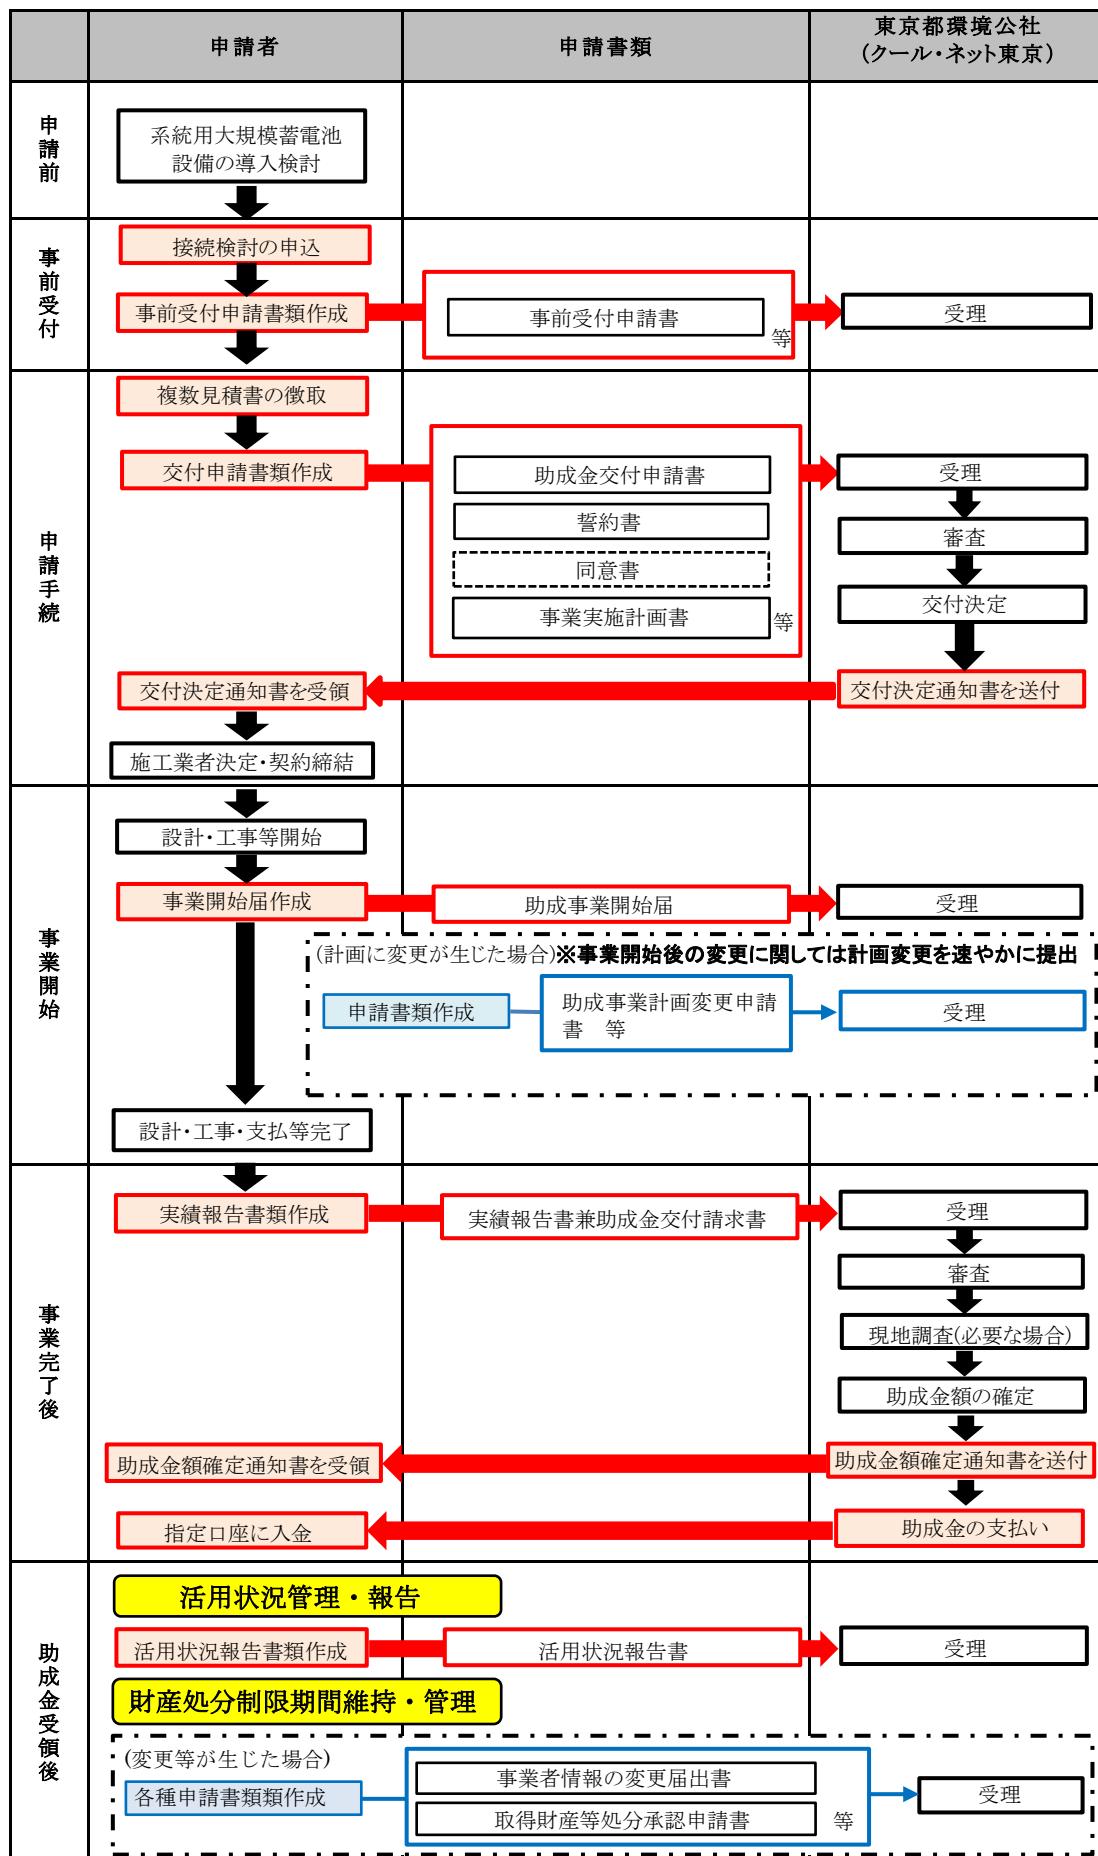 申請者
申請書類
東京都環境公社
(クール・ネット東京)
申請前
系統用大規模蓄電池
設備の導入検討
事前受付
接続検討の申込
事前受付申請書類作成
事前受付申請書
等
受理
申請手続
複数見積書の徴取
交付申請書類作成
助成金交付申請書
誓約書
同意書
事業実施計画書
等
受理
審査
交付決定
交付決定通知書を送付
交付決定通知書を受領
施工業者決定・契約締結
事業開始
設計・工事等開始
事業開始届作成
助成事業開始届
受理
(計画に変更が生じた場合)※事業開始後の変更に関しては計画変更を速やかに提出
申請書類作成
助成事業計画変更申請
書　等
受理
設計・工事・支払等完了
事業完了後
実績報告書類作成
実績報告書兼助成金交付請求書
受理
審査
現地調査(必要な場合)
助成金額の確定
助成金額確定通知書を送付
助成金額確定通知書を受領
助成金の支払い
指定口座に入金
助成金受領後
活用状況管理・報告
活用状況報告書類作成
活用状況報告書
受理
財産処分制限期間維持・管理
(変更等が生じた場合)
各種申請書類類作成
事業者情報の変更届出書
取得財産等処分承認申請書
等
受理